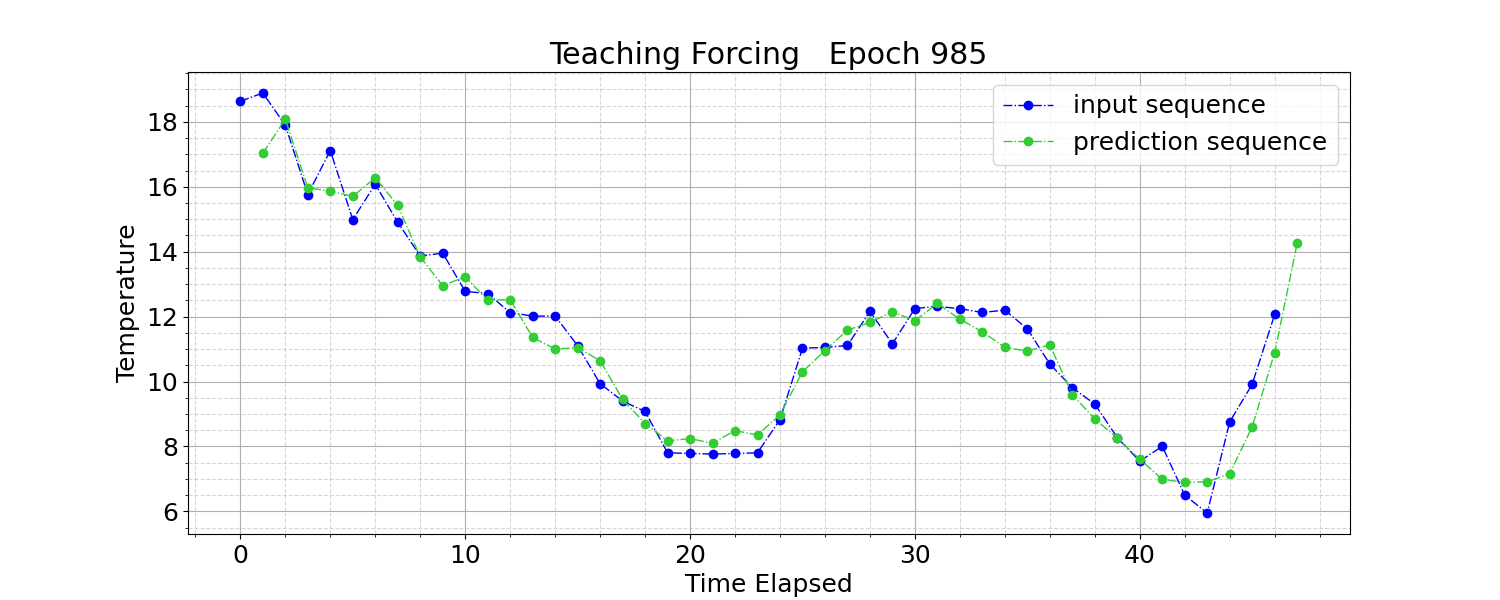 Teaching Forcing   Epoch 985
input sequence
prediction sequence
Temperature
18
16
14
12
10
8
6
0 10 20 30 40
Time Elapsed